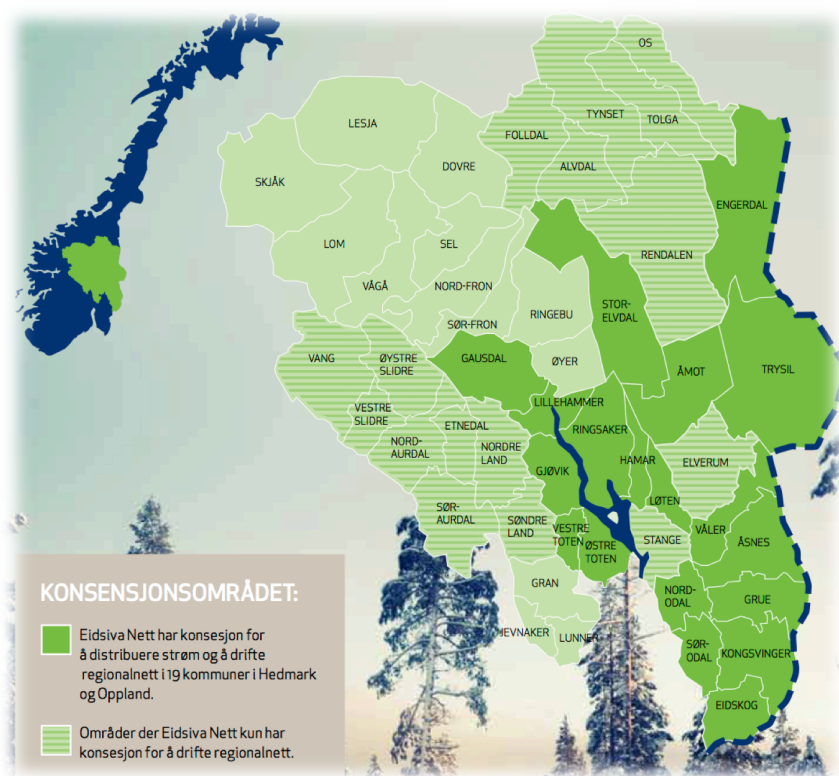 OS
TYNSET
TOLGA
FOLLDAL
LESJA
ALVDAL
DOVRE
SKJÅK
ENGERDAL
LOM
SEL
RENDALEN
VÅGÅ
NORD-FRON
STOR-
ELVDAL
RINGEBU
SØR-FRON
VANG
ØYSTRE
SLIDRE
GAUSDAL
ØYER
ÅMOT
TRYSIL
LILLEHAMMER
VESTRE
SLIDRE
ETNEDAL
RINGSAKER
NORD-
AURDAL
NORDRE
LAND
GJØVIK
HAMAR
ELVERUM
LØTEN
SØR-
AURDAL
SØNDRE
LAND
VESTRE
TOTEN
ØSTRE
TOTEN
STANGE
VÅLER
ÅSNES
GRAN
NORD-
ODAL
GRUE
JEVNAKER
LUNNER
SØR-
ODAL
KONGSVINGER
EIDSKOG
KONSENSJONSOMRÅDET:
Eidsiva Nett har konsesjon for
å distribuere strøm og å drifte
regionalnett i 19 kommuner i Hedmark
og Oppland.
Områder der Eidsiva Nett kun har
konsesjon for å drifte regionalnett.